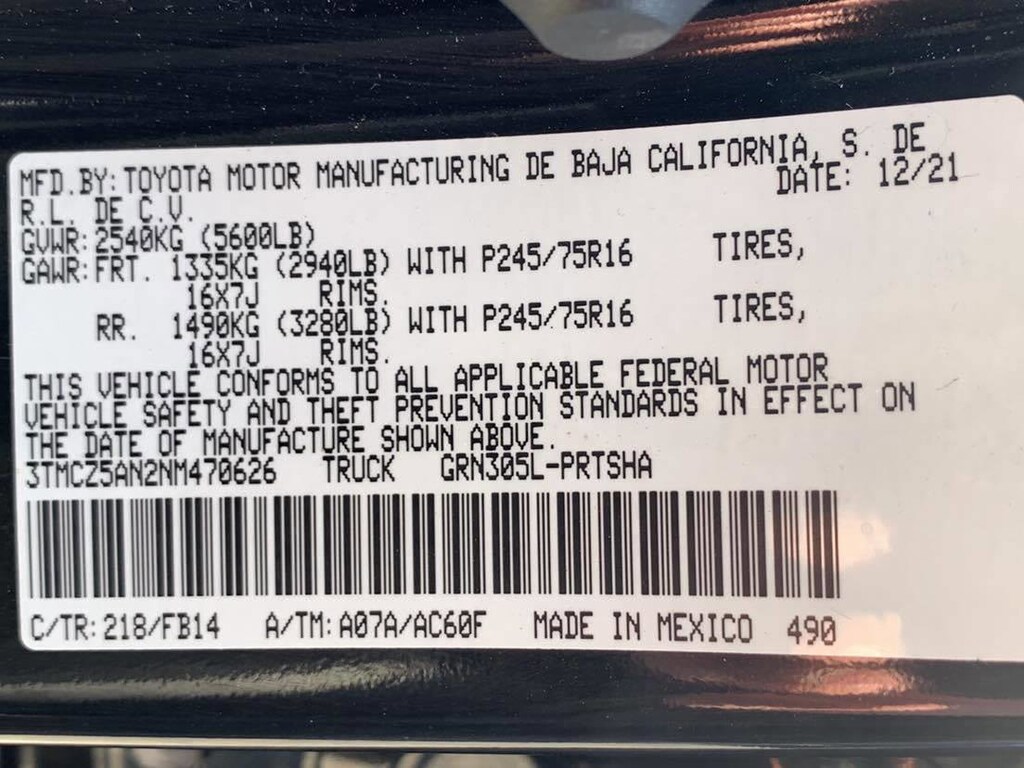 MFD.BY: TOYOTA MOTOR MANUFACTURING DE BAJA CALIFORNIA, S. DE
R.L. DE C.V. DATE: 12/21
GVWR: 2540KG (5600LB)
GAWR: FRT. 1335KG (2940LB) WITH P245/75R16 TIRES,
16X7J RIMS.
RR. 1490KG (3280LB) WITH P245/75R16 TIRES,
16X7J RIMS.
THIS VEHICLE CONFORMS TO ALL APPLICABLE FEDERAL MOTOR
VEHICLE SAFETY AND THEFT PREVENTION STANDARDS IN EFFECT ON
THE DATE OF MANUFACTURE SHOWN ABOVE.
3TMCZ5AN2NM470626 TRUCK GRN305L-PRTSHA
C/TR: 218/FB14 A/TM: A07A/AC60F MADE IN MEXICO 490